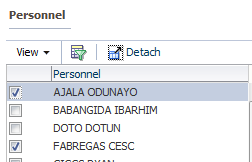 Personnel
View Detach
Personnel
AJALA ODUNAYO
BABANGIDA IBARHIM
DOTO DOTUN
FABREGAS CESC